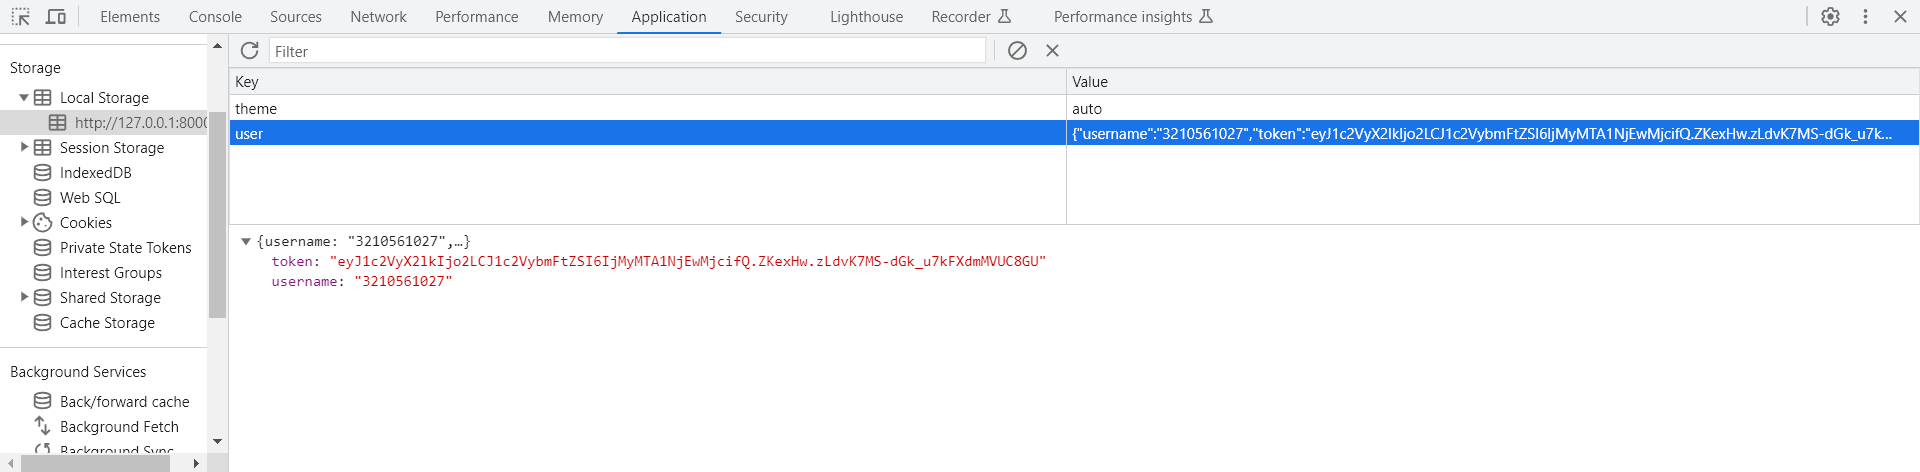 Elements Console Sources Network Performance Memory Application Security Lighthouse Recorder Performance insights
Filter
Storage
Local Storage
http://127.0.0.1:8000
Session Storage
IndexedDB
Web SQL
Cookies
Private State Tokens
Interest Groups
Shared Storage
Cache Storage
Background Services
Back/forward cache
Background Fetch
Background Sync
Key Value
theme auto
user {"username":"3210561027","token":"eyJ1c2VyX2lkIjo2LCJ1c2VybmFtZSI6IjMyMTA1NjEwMjcifQ.ZKexHw.zLdvK7MS-dGk_u7k...
{username: "3210561027",…}
token: "eyJ1c2VyX2lkIjo2LCJ1c2VybmFtZSI6IjMyMTA1NjEwMjcifQ.ZKexHw.zLdvK7MS-dGk_u7kFXdmMVUC8GU"
username: "3210561027"